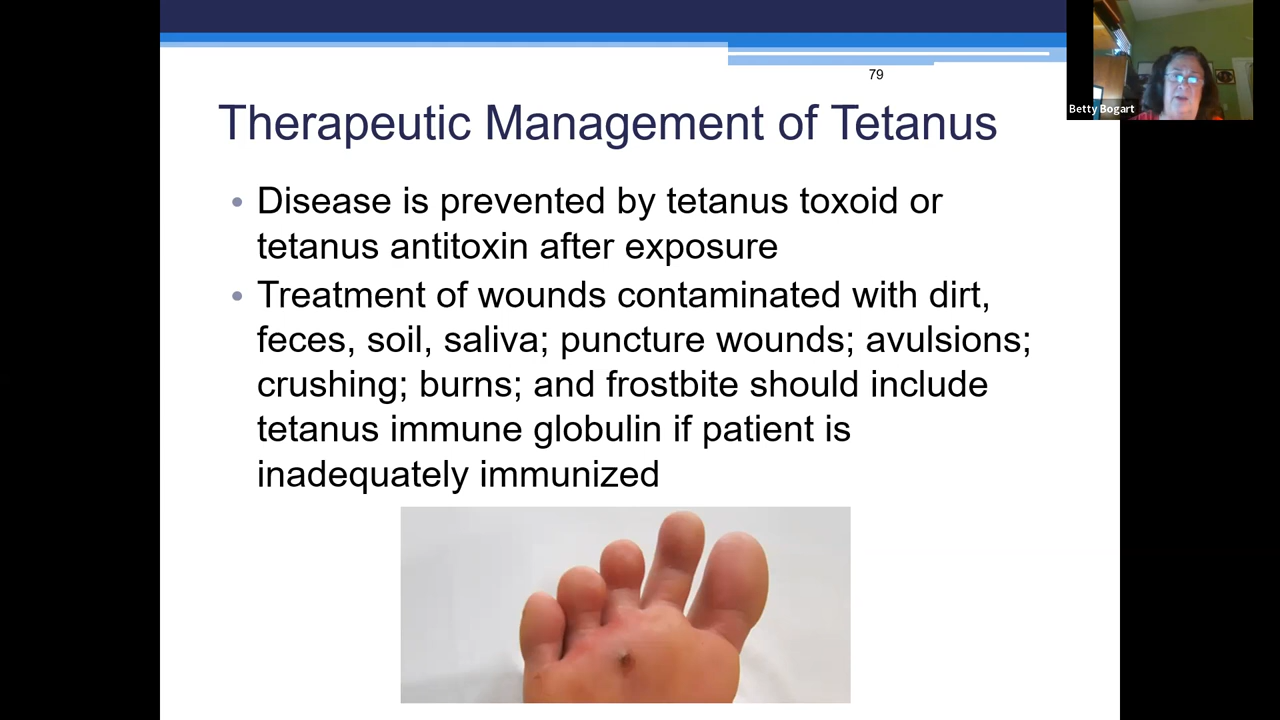 79
Betty Bogart
Therapeutic Management of Tetanus
• Disease is prevented by tetanus toxoid or
tetanus antitoxin after exposure
• Treatment of wounds contaminated with dirt,
feces, soil, saliva; puncture wounds; avulsions;
crushing; burns; and frostbite should include
tetanus immune globulin if patient is
inadequately immunized